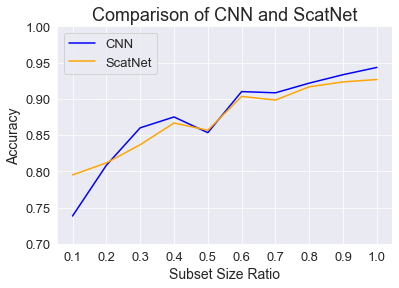 Comparison of CNN and ScatNet
CNN
ScatNet
Accuracy
1.00
0.95
0.90
0.85
0.80
0.75
0.70
0.1 0.2 0.3 0.4 0.5 0.6 0.7 0.8 0.9 1.0
Subset Size Ratio